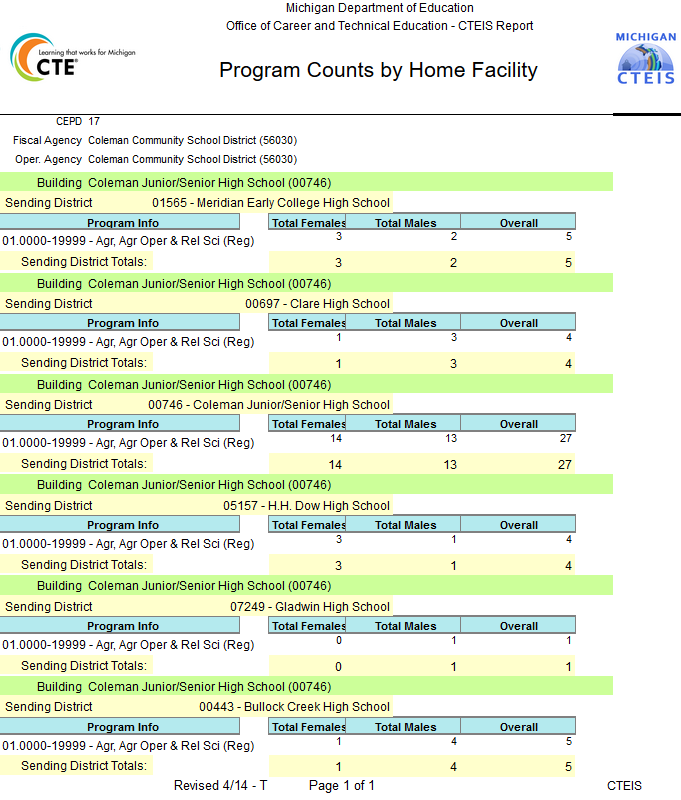 Michigan Department of Education
Office of Career and Technical Education - CTEIS Report
Learning that works for Michigan
CTE®
MICHIGAN
CTEIS
Program Counts by Home Facility
CEPD 17
Fiscal Agency Coleman Community School District (56030)
Oper. Agency Coleman Community School District (56030)
Building Coleman Junior/Senior High School (00746)
Sending District 01565 - Meridian Early College High School
Program Info Total Females Total Males Overall
01.0000-19999 - Agr, Agr Oper & Rel Sci (Reg) 3 2 5
Sending District Totals: 3 2 5
Building Coleman Junior/Senior High School (00746)
Sending District 00697 - Clare High School
Program Info Total Females Total Males Overall
01.0000-19999 - Agr, Agr Oper & Rel Sci (Reg) 1 3 4
Sending District Totals: 1 3 4
Building Coleman Junior/Senior High School (00746)
Sending District 00746 - Coleman Junior/Senior High School
Program Info Total Females Total Males Overall
01.0000-19999 - Agr, Agr Oper & Rel Sci (Reg) 14 13 27
Sending District Totals: 14 13 27
Building Coleman Junior/Senior High School (00746)
Sending District 05157 - H.H. Dow High School
Program Info Total Females Total Males Overall
01.0000-19999 - Agr, Agr Oper & Rel Sci (Reg) 3 1 4
Sending District Totals: 3 1 4
Building Coleman Junior/Senior High School (00746)
Sending District 07249 - Gladwin High School
Program Info Total Females Total Males Overall
01.0000-19999 - Agr, Agr Oper & Rel Sci (Reg) 0 1 1
Sending District Totals: 0 1 1
Building Coleman Junior/Senior High School (00746)
Sending District 00443 - Bullock Creek High School
Program Info Total Females Total Males Overall
01.0000-19999 - Agr, Agr Oper & Rel Sci (Reg) 1 4 5
Sending District Totals: 1 4 5
Revised 4/14 - T Page 1 of 1 CTEIS